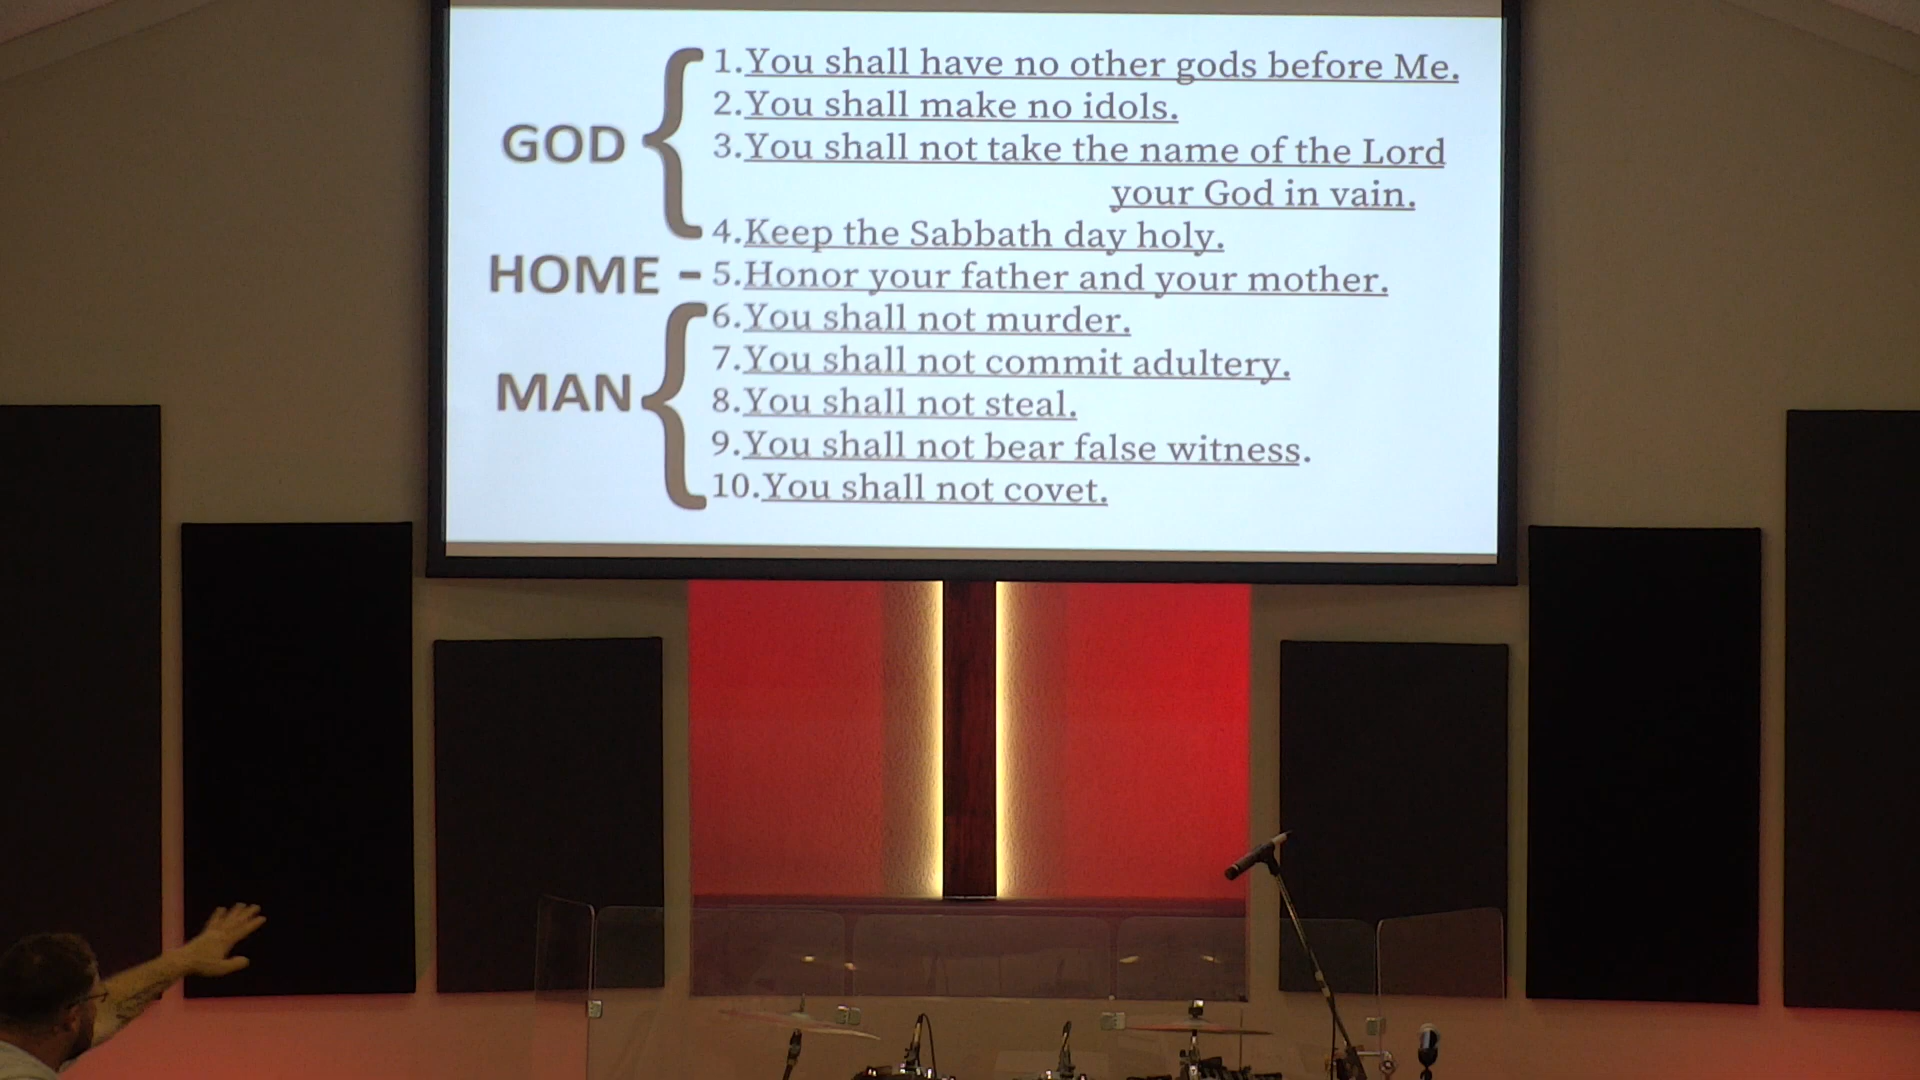 1.You shall have no other gods before Me.
2.You shall make no idols.
GOD
3.You shall not take the name of the Lord
your God in vain.
4.Keep the Sabbath day holy.
HOME - 5.Honor your father and your mother.
6.You shall not murder.
7.You shall not commit adultery.
MAN
8.You shall not steal.
9.You shall not bear false witness.
10.You shall not covet.